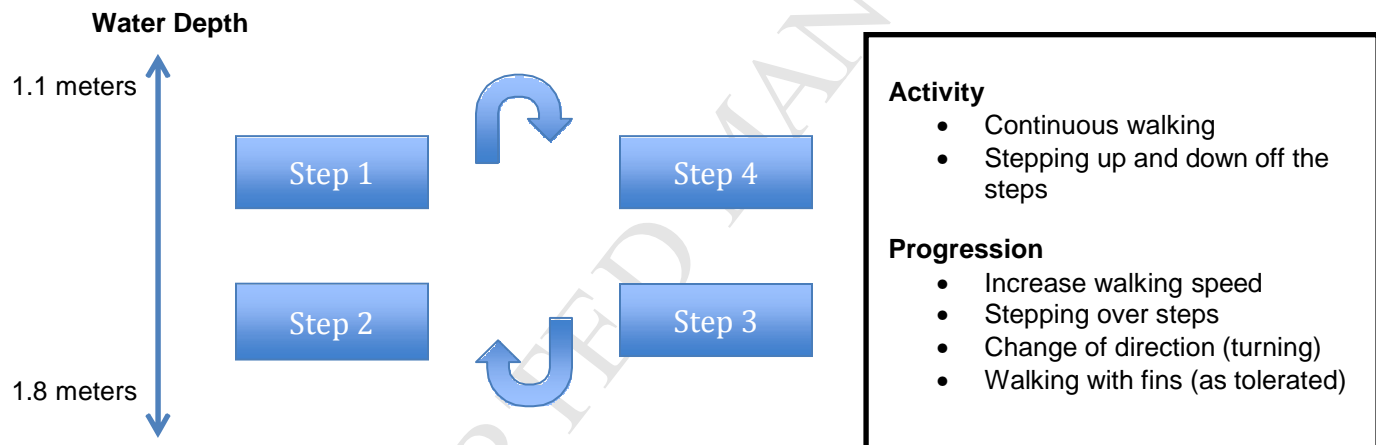 Water Depth
1.1 meters
Step 1
Step 4
Step 2
Step 3
1.8 meters
Activity
• Continuous walking
• Stepping up and down off the
steps
Progression
• Increase walking speed
• Stepping over steps
• Change of direction (turning)
• Walking with fins (as tolerated)
PTED MAN